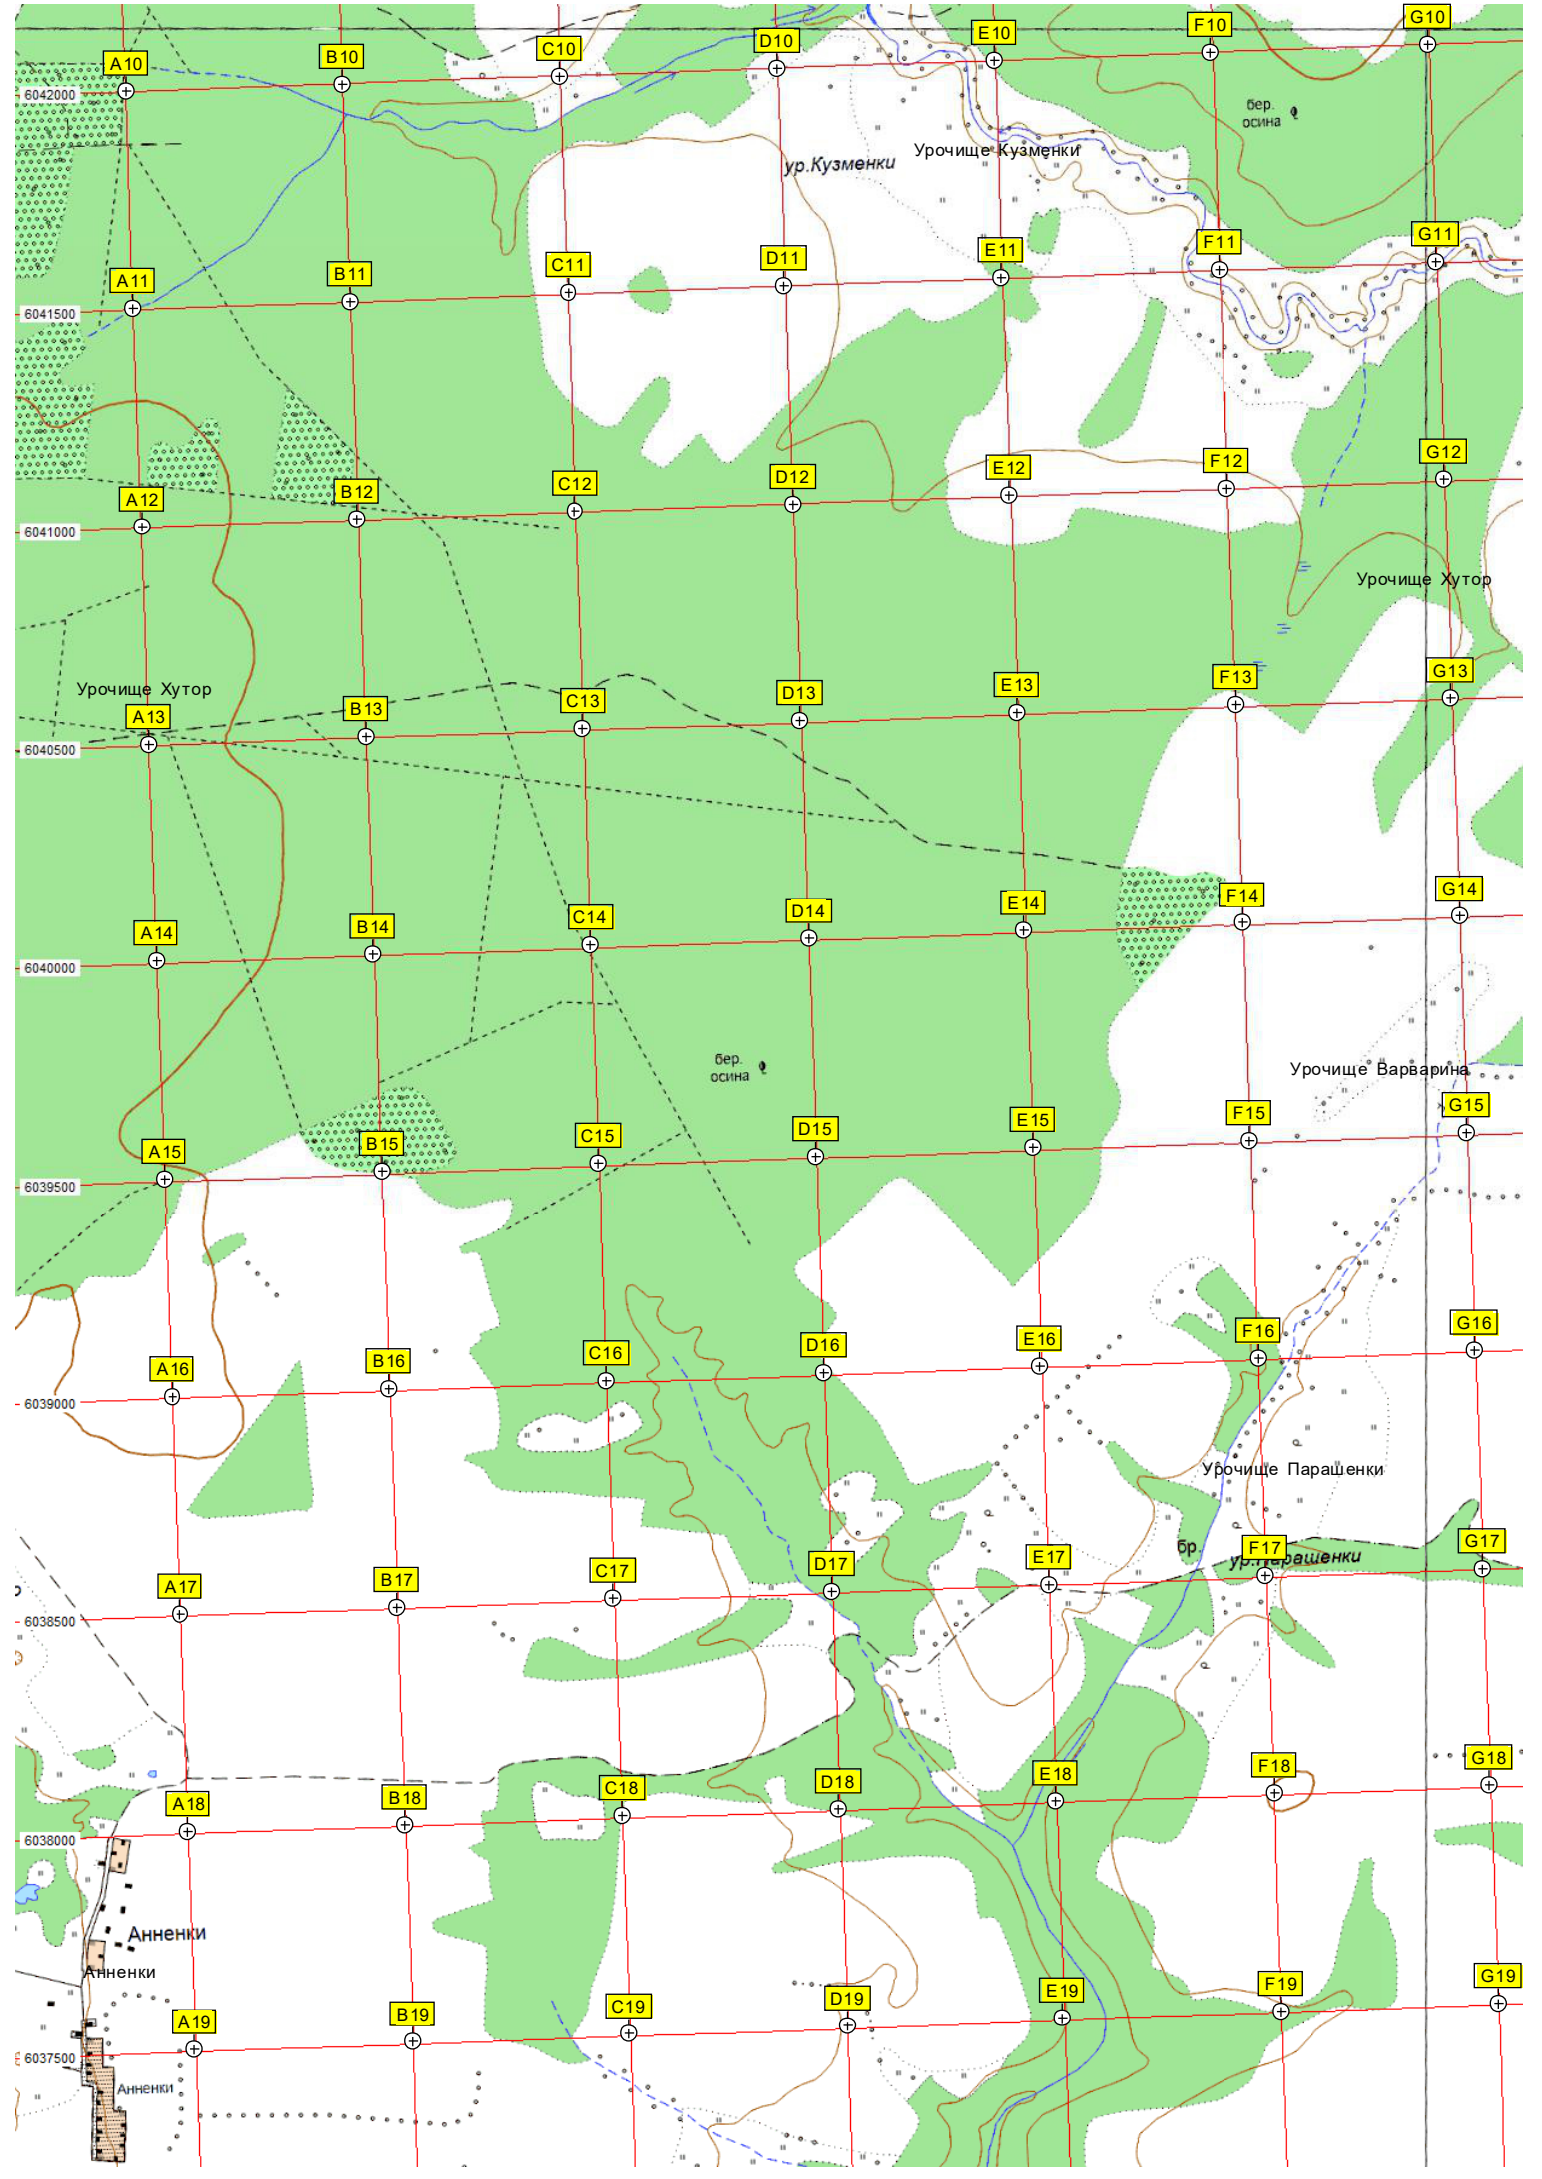 A10 B10 C10 D10 E10 F10 G10
6042000
бер.
осина
ур.Кузменки
Урочище Кузменки
A11 B11 C11 D11 E11 F11 G11
6041500
A12 B12 C12 D12 E12 F12 G12
6041000
Урочище Хутор
Урочище Хутор
A13 B13 C13 D13 E13 F13 G13
6040500
A14 B14 C14 D14 E14 F14 G14
6040000
бер.
осина
Урочище Варварина
A15 B15 C15 D15 E15 F15 G15
6039500
A16 B16 C16 D16 E16 F16 G16
6039000
Урочище Парашенки
бр.
ур.Парашенки
A17 B17 C17 D17 E17 F17 G17
6038500
A18 B18 C18 D18 E18 F18 G18
6038000
Анненки
Анненки
A19 B19 C19 D19 E19 F19 G19
6037500
Анненки